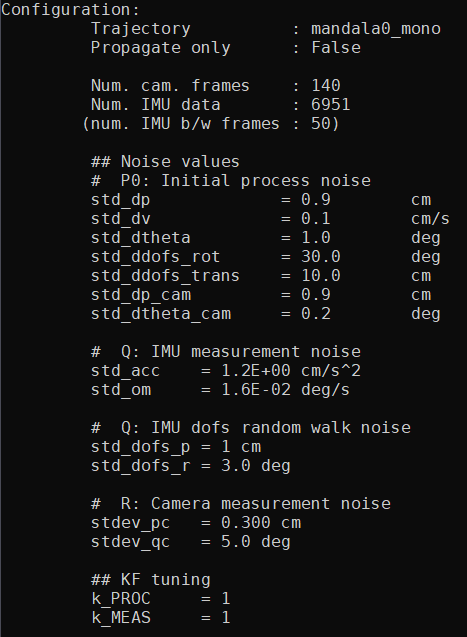 Configuration:
Trajectory : mandala0_mono
Propagate only : False
Num. cam. frames : 140
Num. IMU data : 6951
(num. IMU b/w frames : 50)
## Noise values
# P0: Initial process noise
std_dp = 0.9 cm
std_dv = 0.1 cm/s
std_dtheta = 1.0 deg
std_ddofs_rot = 30.0 deg
std_ddofs_trans = 10.0 cm
std_dp_cam = 0.9 cm
std_dtheta_cam = 0.2 deg
# Q: IMU measurement noise
std_acc = 1.2E+00 cm/s^2
std_om = 1.6E-02 deg/s
# Q: IMU dofs random walk noise
std_dofs_p = 1 cm
std_dofs_r = 3.0 deg
# R: Camera measurement noise
stdev_pc = 0.300 cm
stdev_qc = 5.0 deg
## KF tuning
k_PROC = 1
k_MEAS = 1